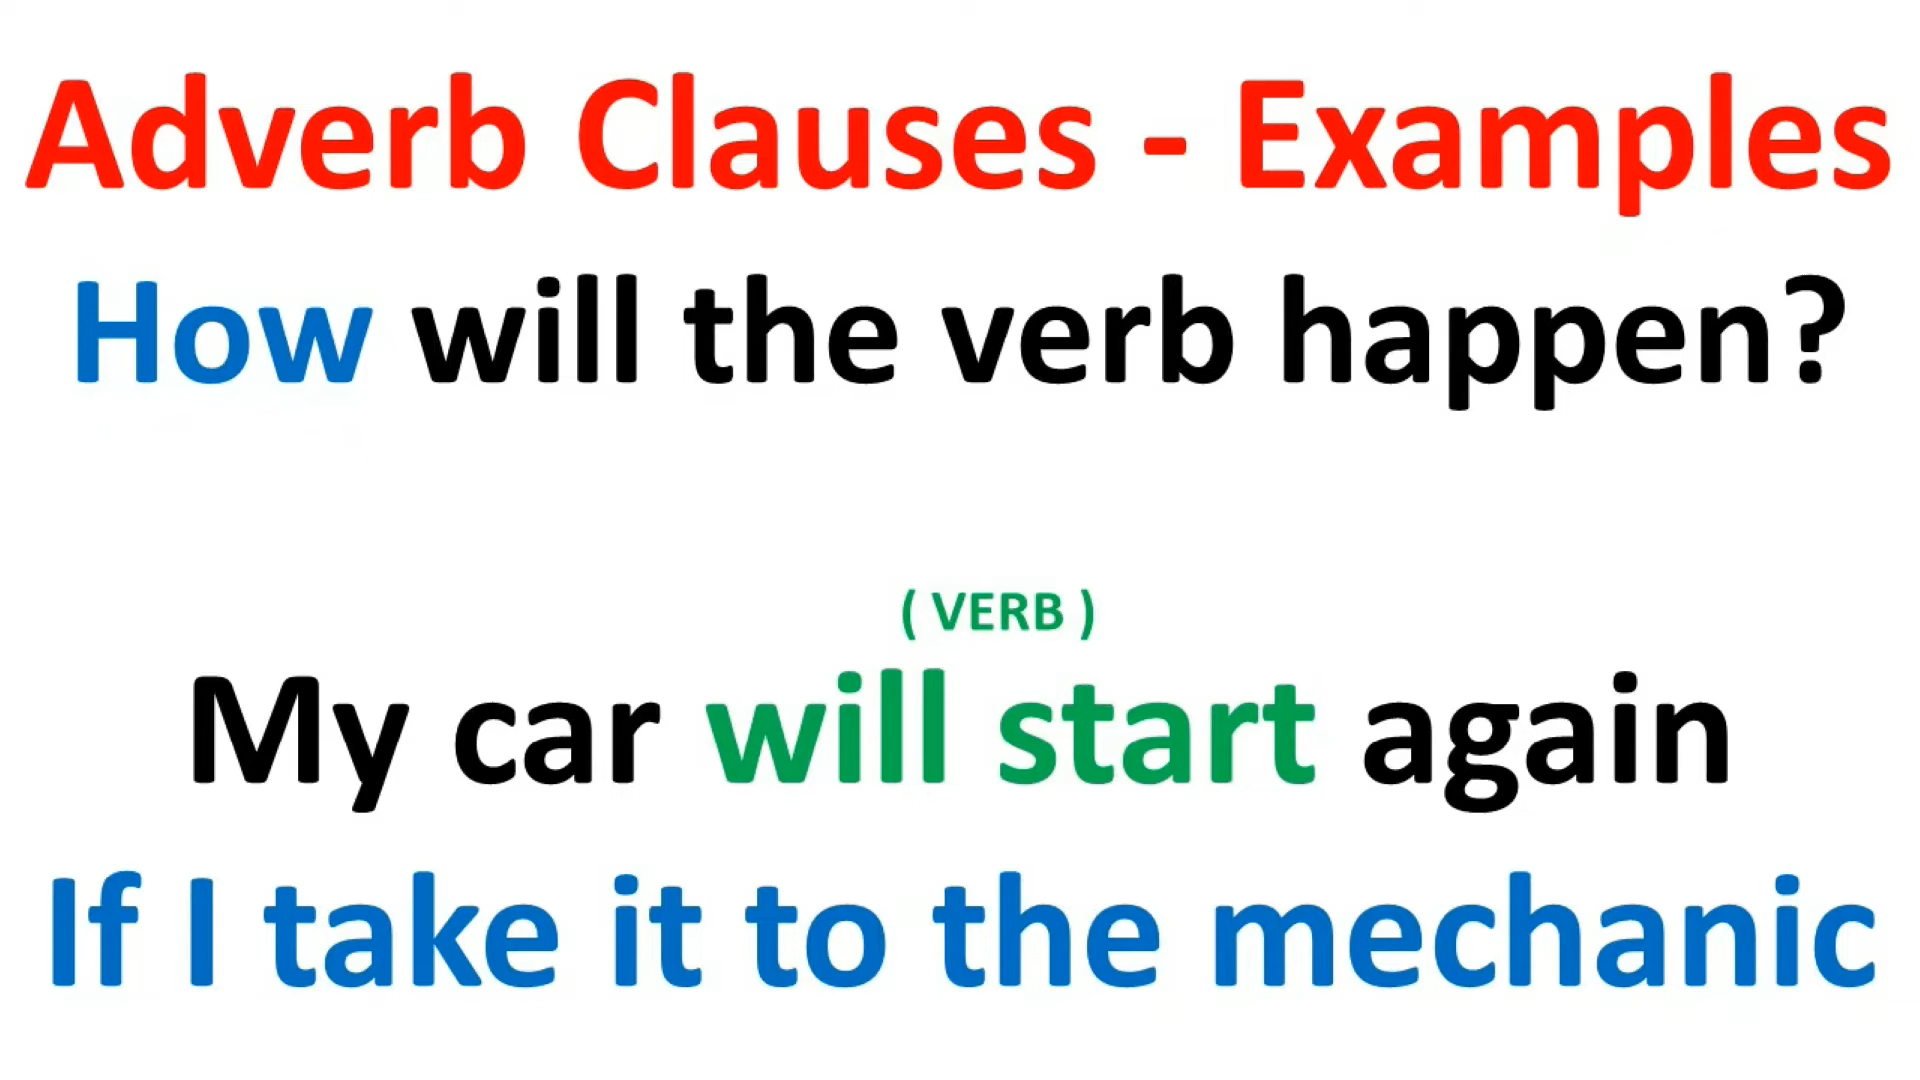 Adverb Clauses - Examples
How will the verb happen?
( VERB )
My car will start again
If I take it to the mechanic